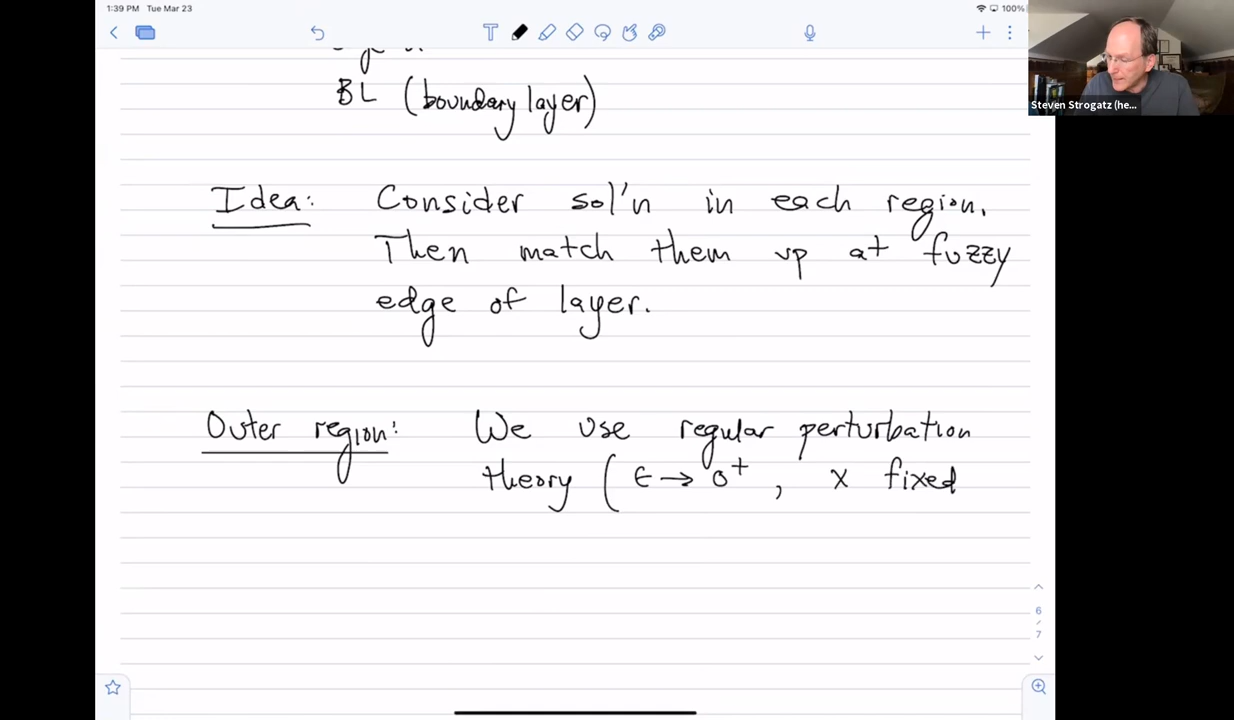 1:39 PM Tue Mar 23
100%
Steven Strogatz (he...
BL (boundary layer)
Idea: Consider sol'n in each region.
Then match them up at fuzzy
edge of layer.
Outer region: We use regular perturbation
theory (ϵ → 0⁺, x fixed
6
7